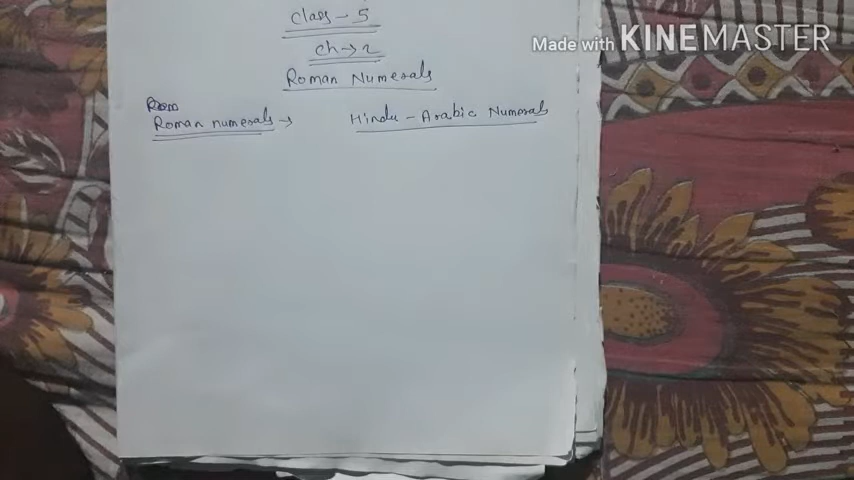 Class - 5
Made with KINEMASTER
Ch → 2
Roman Numerals
Roman numerals → Hindu - Arabic Numerals